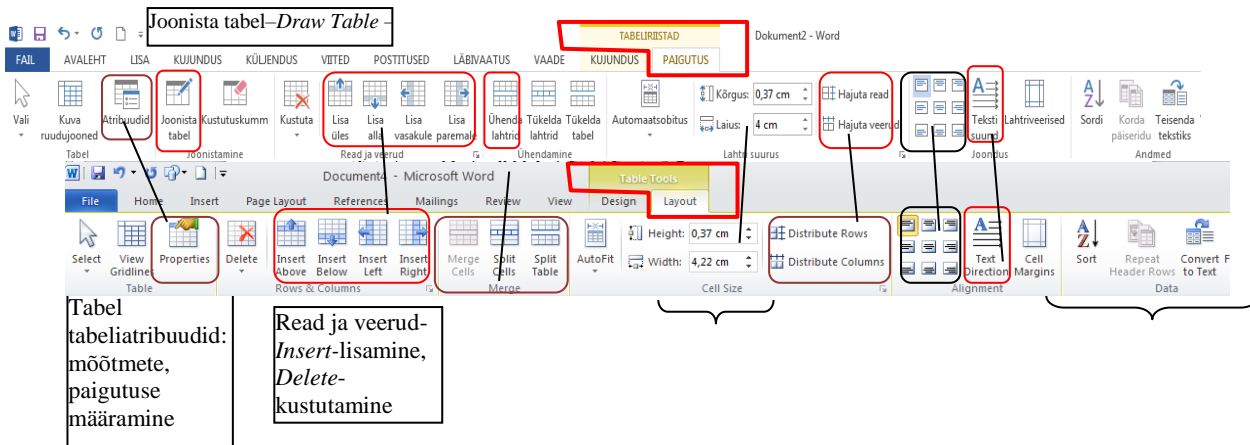 Joonista tabel–Draw Table –
TABELIRIISTAD
Dokument2 - Word
FAIL AVALEHT LISA KUJUNDUS KÜLJENDUS VIITED POSTITUSED LÄBIVAATUS VAADE KUJUNDUS PAIGUTUS
Vali
Kuva ruudujooned
Atribuudid
Joonista tabel
Kustutuskumm
Kustuta
Lisa üles
Lisa alla
Lisa vasakule
Lisa paremale
Ühenda lahtrid
Tükelda lahtrid
Tükelda tabel
Automaatsobitus
Kõrgus: 0,37 cm
Laius: 4 cm
Hajuta read
Hajuta veerud
Teksti suund
Lahtriveerised
Sordi
Korda päiseridu
Teisenda tekstiks
Tabel Joonistamine Read ja veerud Ühendamine Lahtri suurus Joondus Andmed
Document4 - Microsoft Word
Table Tools
File Home Insert Page Layout References Mailings Review View Design Layout
Select
View Gridlines
Properties
Delete
Insert Above
Insert Below
Insert Left
Insert Right
Merge Cells
Split Cells
Split Table
AutoFit
Height: 0,37 cm
Width: 4,22 cm
Distribute Rows
Distribute Columns
Text Direction
Cell Margins
Sort
Repeat Header Rows
Convert to Text
Table Rows & Columns Merge Cell Size Alignment Data
Tabel
tabeliatribuudid:
mõõtmete,
paigutuse
määramine
Read ja veerud-
Insert-lisamine,
Delete-
kustutamine